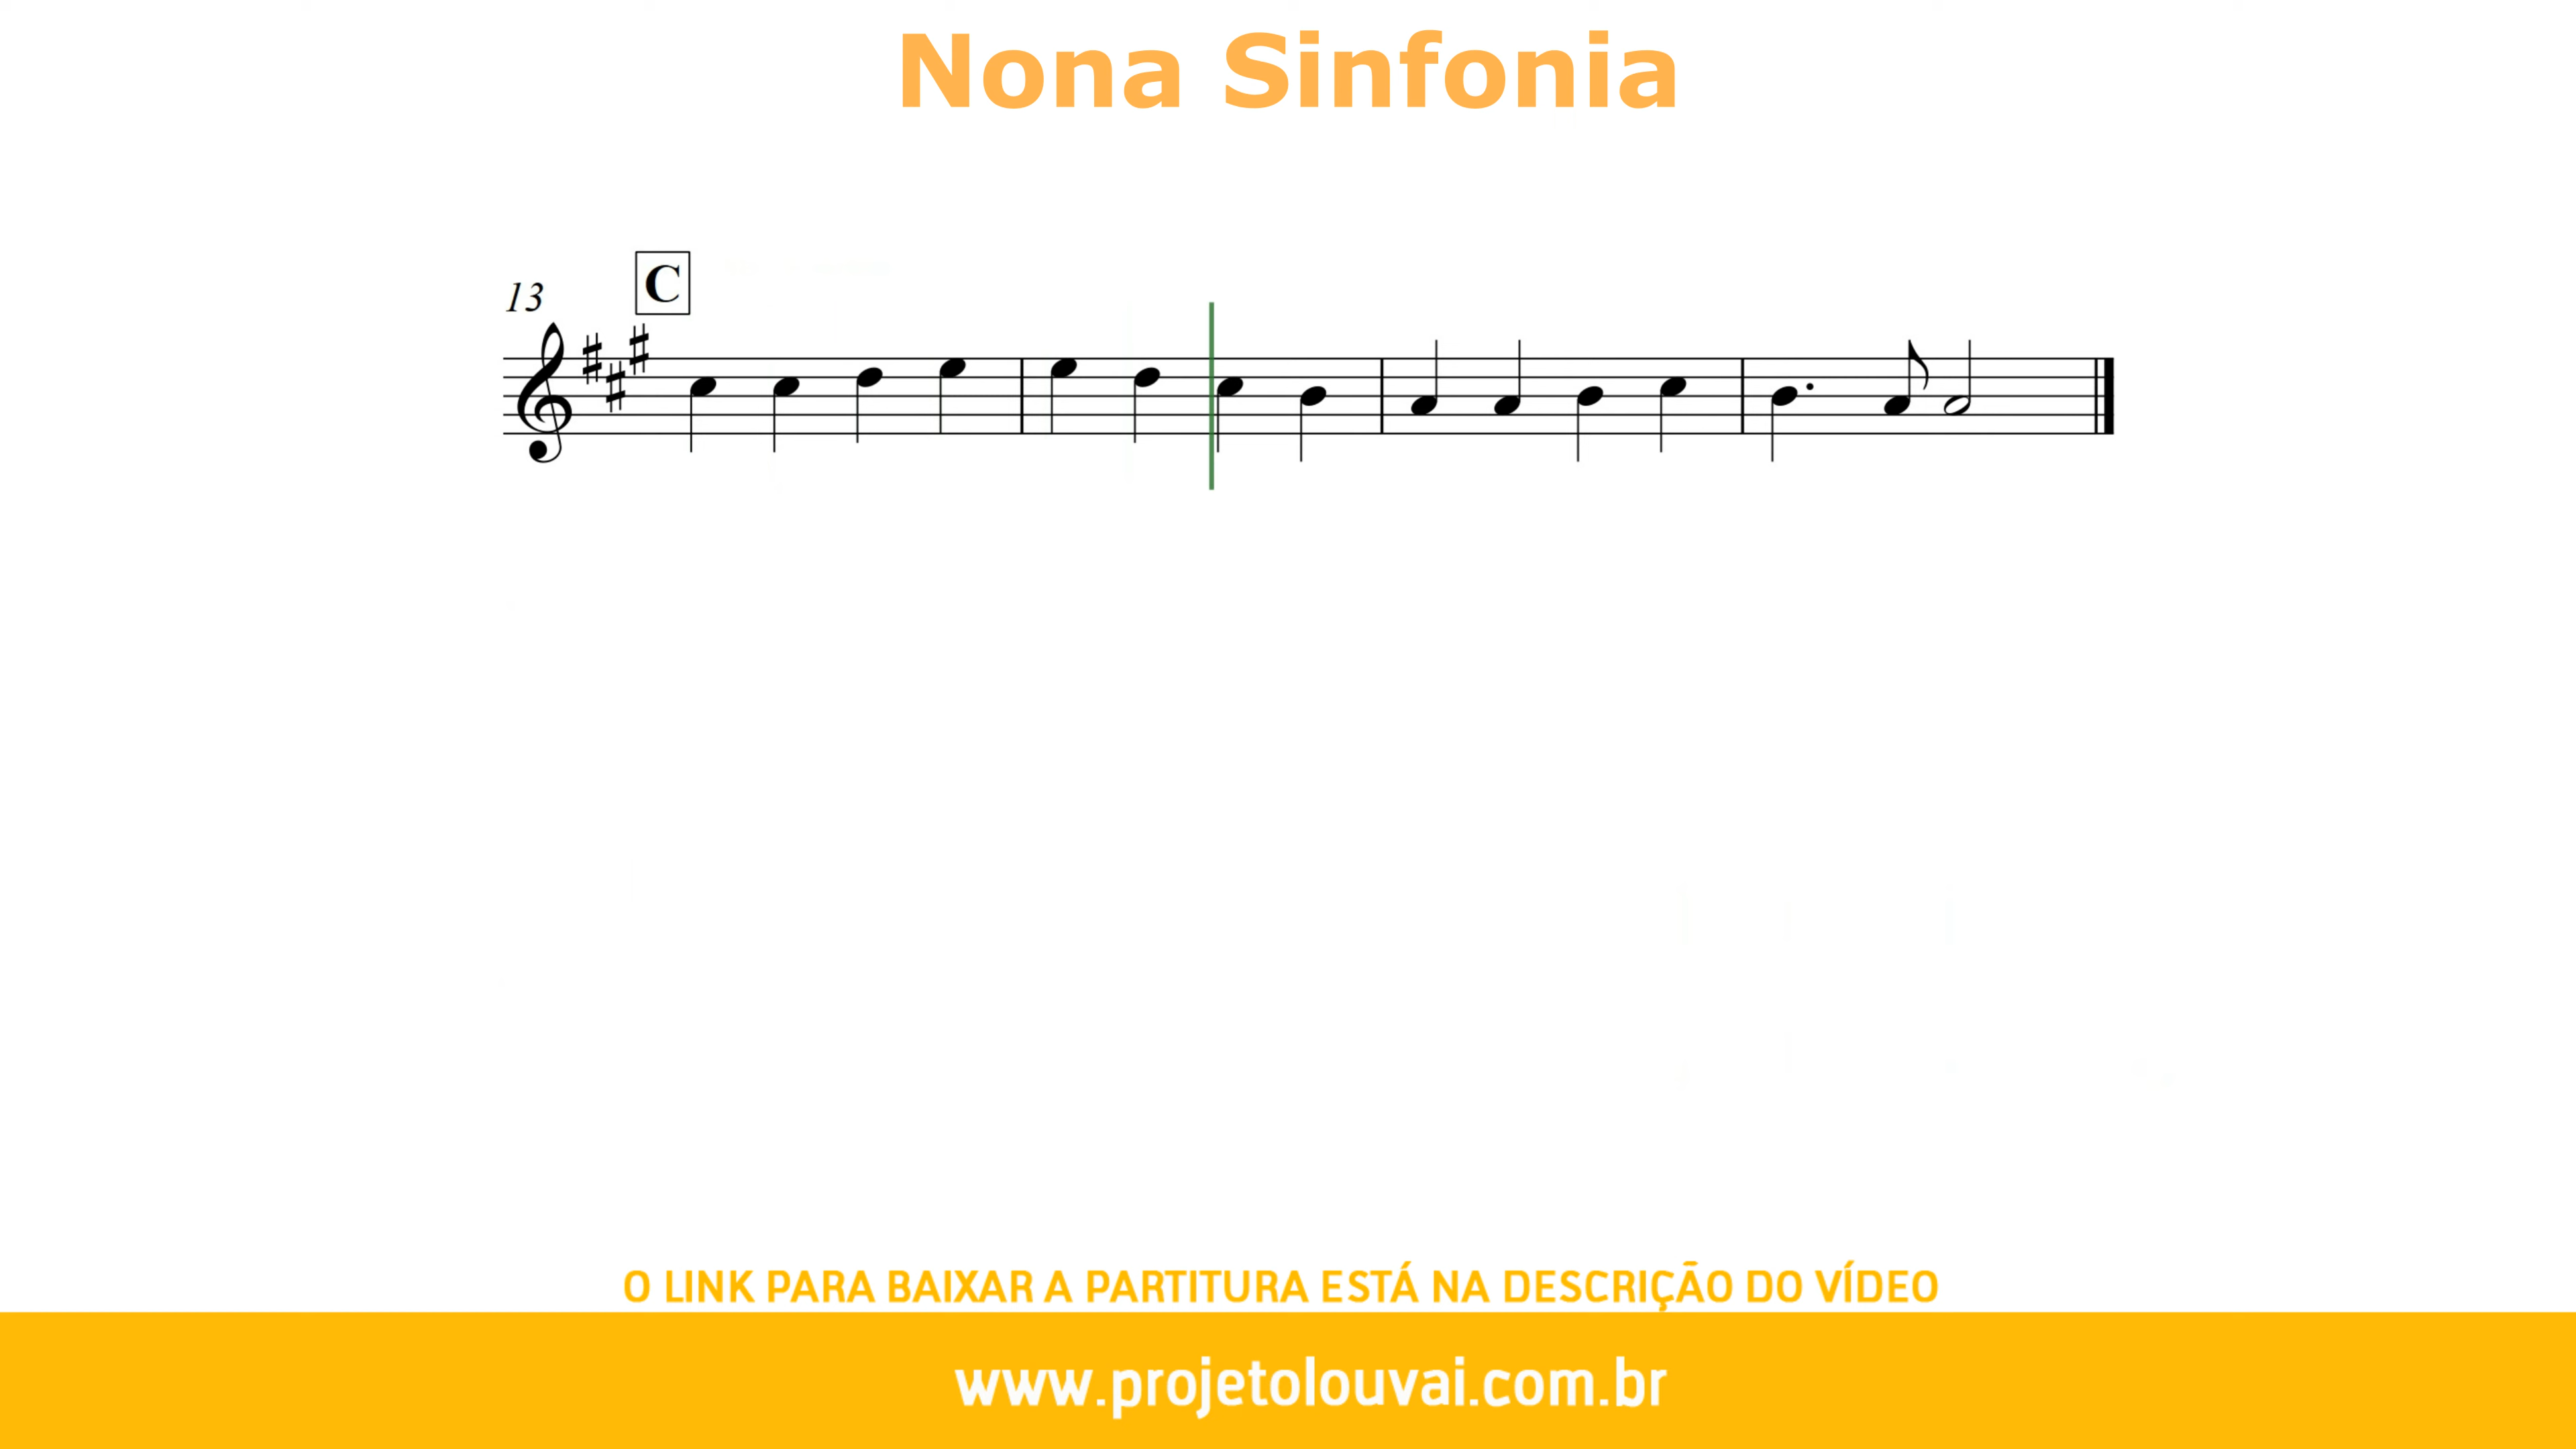 Nona Sinfonia
C
13
O LINK PARA BAIXAR A PARTITURA ESTÁ NA DESCRIÇÃO DO VÍDEO
www.projetolouvai.com.br